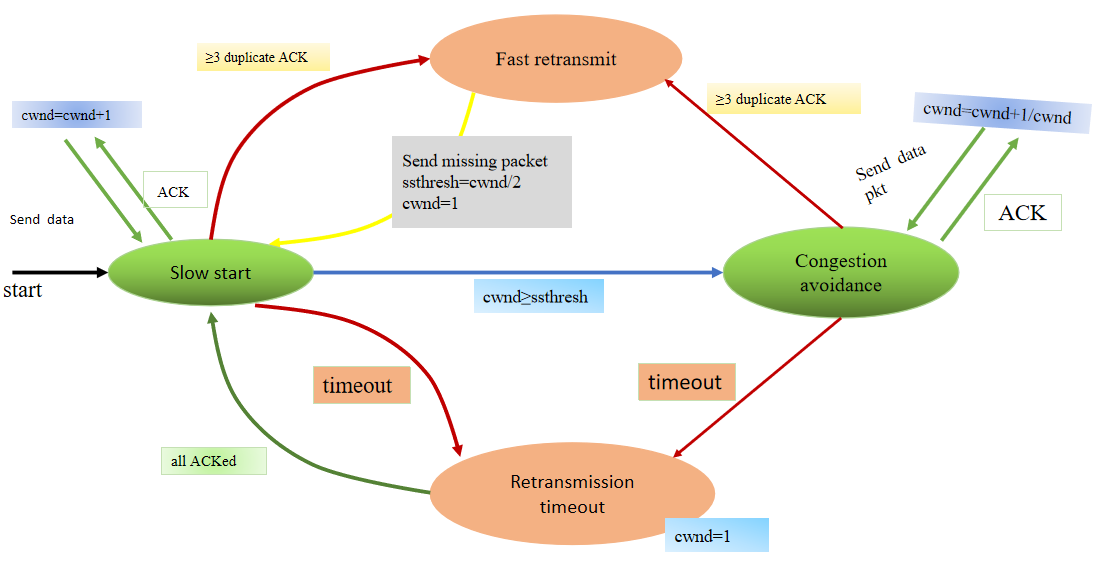 Fast retransmit
≥3 duplicate ACK
≥3 duplicate ACK
cwnd=cwnd+1
cwnd=cwnd+1/cwnd
Send missing packet
ssthresh=cwnd/2
cwnd=1
Send data
pkt
ACK
ACK
Send data
Slow start
Congestion
avoidance
start
cwnd≥ssthresh
timeout
timeout
all ACKed
Retransmission
timeout
cwnd=1